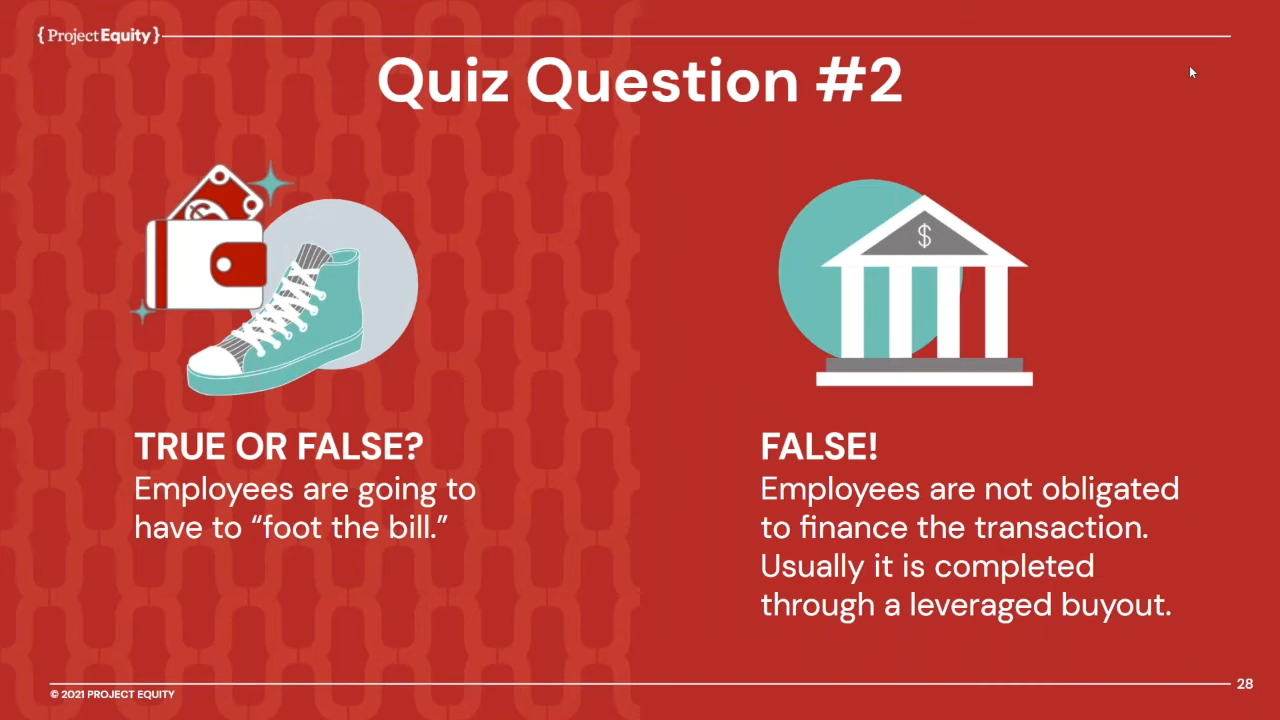 {ProjectEquity}
Quiz Question #2
$
TRUE OR FALSE?
Employees are going to
have to “foot the bill.”
FALSE!
Employees are not obligated
to finance the transaction.
Usually it is completed
through a leveraged buyout.
© 2021 PROJECT EQUITY
28